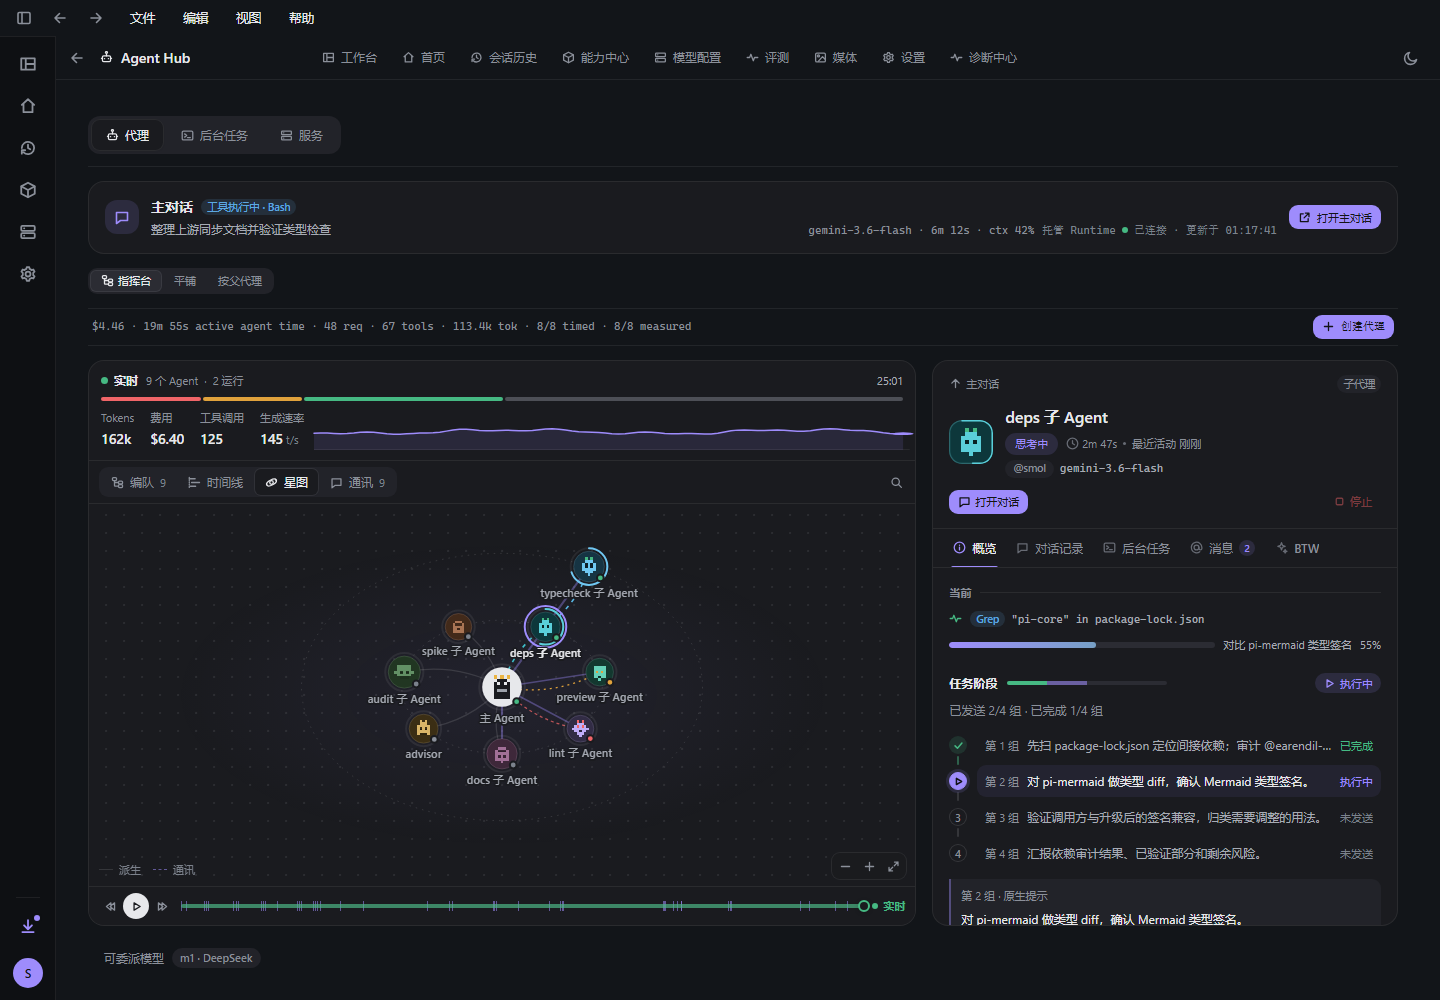 文件 编辑 视图 帮助
Agent Hub 工作台 首页 会话历史 能力中心 模型配置 评测 媒体 设置 诊断中心
代理 后台任务 服务
主对话 工具执行中 · Bash
整理上游同步文档并验证类型检查
gemini-3.6-flash · 6m 12s · ctx 42% 托管 Runtime 已连接 · 更新于 01:17:41
打开主对话
指挥台 平铺 按父代理
$4.46 · 19m 55s active agent time · 48 req · 67 tools · 113.4k tok · 8/8 timed · 8/8 measured
创建代理
实时 9 个 Agent · 2 运行 25:01
Tokens 费用 工具调用 生成速率
162k $6.40 125 145 t/s
编队 9 时间线 星图 通讯 9
typecheck 子 Agent
spike 子 Agent deps 子 Agent
audit 子 Agent preview 子 Agent
主 Agent
advisor lint 子 Agent
docs 子 Agent
派生 通讯
实时
主对话 子代理
deps 子 Agent
思考中 2m 47s • 最近活动 刚刚
@smol gemini-3.6-flash
打开对话 停止
概览 对话记录 后台任务 消息 2 BTW
当前
Grep "pi-core" in package-lock.json
对比 pi-mermaid 类型签名 55%
任务阶段 执行中
已发送 2/4 组 · 已完成 1/4 组
第 1 组 先扫 package-lock.json 定位间接依赖；审计 @earendil-... 已完成
第 2 组 对 pi-mermaid 做类型 diff，确认 Mermaid 类型签名。 执行中
3 第 3 组 验证调用方与升级后的签名兼容，归类需要调整的用法。 未发送
4 第 4 组 汇报依赖审计结果、已验证部分和剩余风险。 未发送
第 2 组 · 原生提示
对 pi-mermaid 做类型 diff，确认 Mermaid 类型签名。
可委派模型 m1 · DeepSeek
S